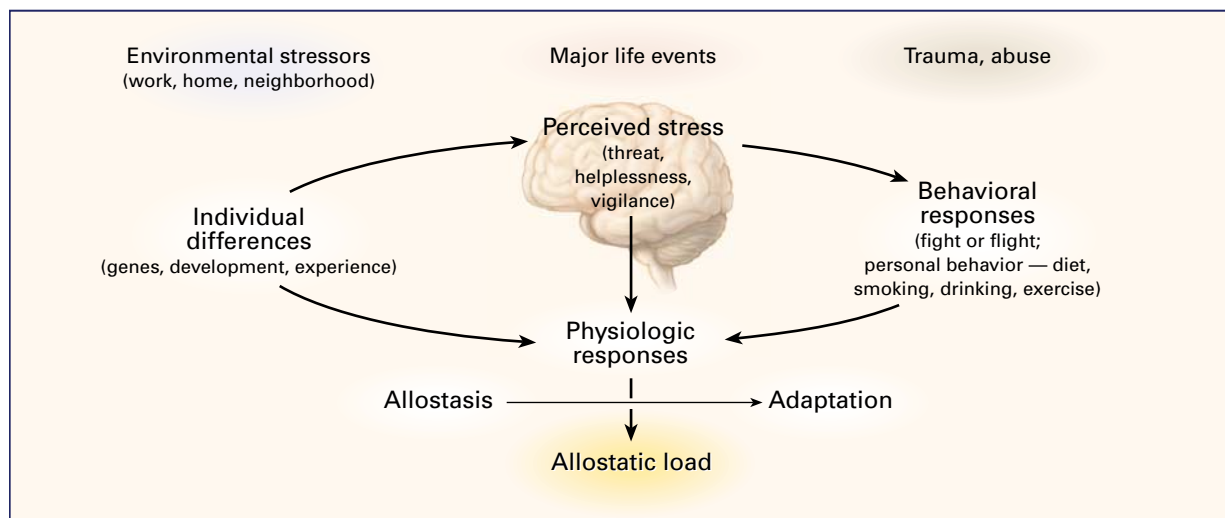 Environmental stressors
(work, home, neighborhood)
Major life events
Trauma, abuse
Perceived stress
(threat,
helplessness,
vigilance)
Individual
differences
(genes, development, experience)
Behavioral
responses
(fight or flight;
personal behavior — diet,
smoking, drinking, exercise)
Physiologic
responses
Allostasis
Adaptation
Allostatic load